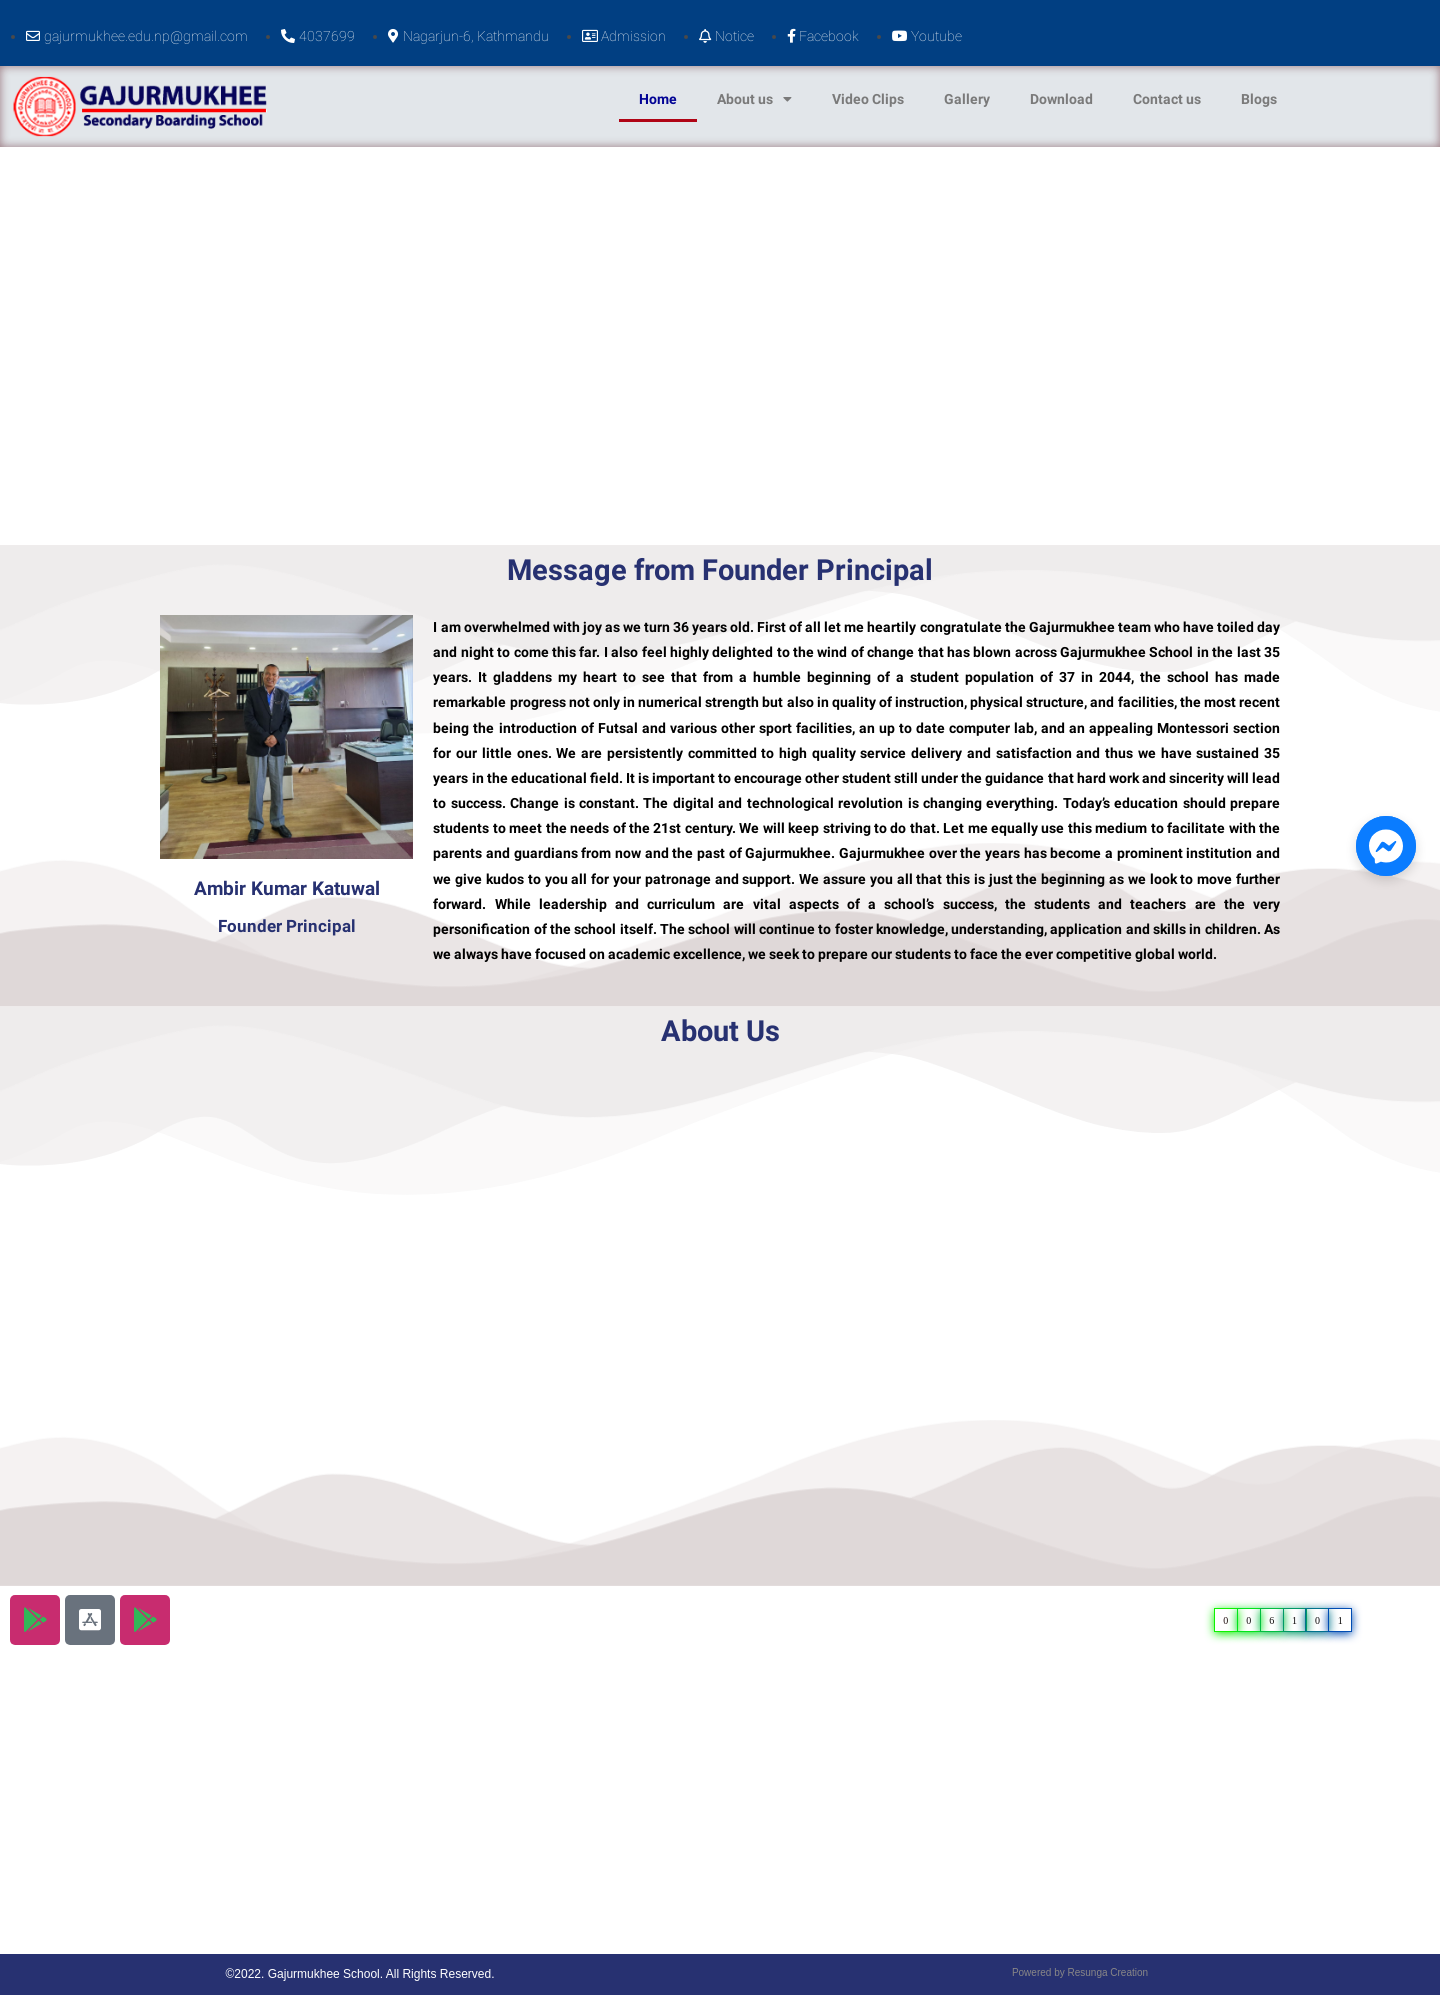 gajurmukhee.edu.np@gmail.com 4037699 Nagarjun-6, Kathmandu Admission Notice Facebook Youtube
GAJURMUKHEE
Secondary Boarding School
Home About us Video Clips Gallery Download Contact us Blogs
Message from Founder Principal
I am overwhelmed with joy as we turn 36 years old. First of all let me heartily congratulate the Gajurmukhee team who have toiled day
and night to come this far. I also feel highly delighted to the wind of change that has blown across Gajurmukhee School in the last 35
years. It gladdens my heart to see that from a humble beginning of a student population of 37 in 2044, the school has made
remarkable progress not only in numerical strength but also in quality of instruction, physical structure, and facilities, the most recent
being the introduction of Futsal and various other sport facilities, an up to date computer lab, and an appealing Montessori section
for our little ones. We are persistently committed to high quality service delivery and satisfaction and thus we have sustained 35
years in the educational field. It is important to encourage other student still under the guidance that hard work and sincerity will lead
to success. Change is constant. The digital and technological revolution is changing everything. Today’s education should prepare
students to meet the needs of the 21st century. We will keep striving to do that. Let me equally use this medium to facilitate with the
parents and guardians from now and the past of Gajurmukhee. Gajurmukhee over the years has become a prominent institution and
we give kudos to you all for your patronage and support. We assure you all that this is just the beginning as we look to move further
forward. While leadership and curriculum are vital aspects of a school’s success, the students and teachers are the very
personification of the school itself. The school will continue to foster knowledge, understanding, application and skills in children. As
we always have focused on academic excellence, we seek to prepare our students to face the ever competitive global world.
Ambir Kumar Katuwal
Founder Principal
About Us
0 0 6 1 0 1
©2022. Gajurmukhee School. All Rights Reserved.
Powered by Resunga Creation